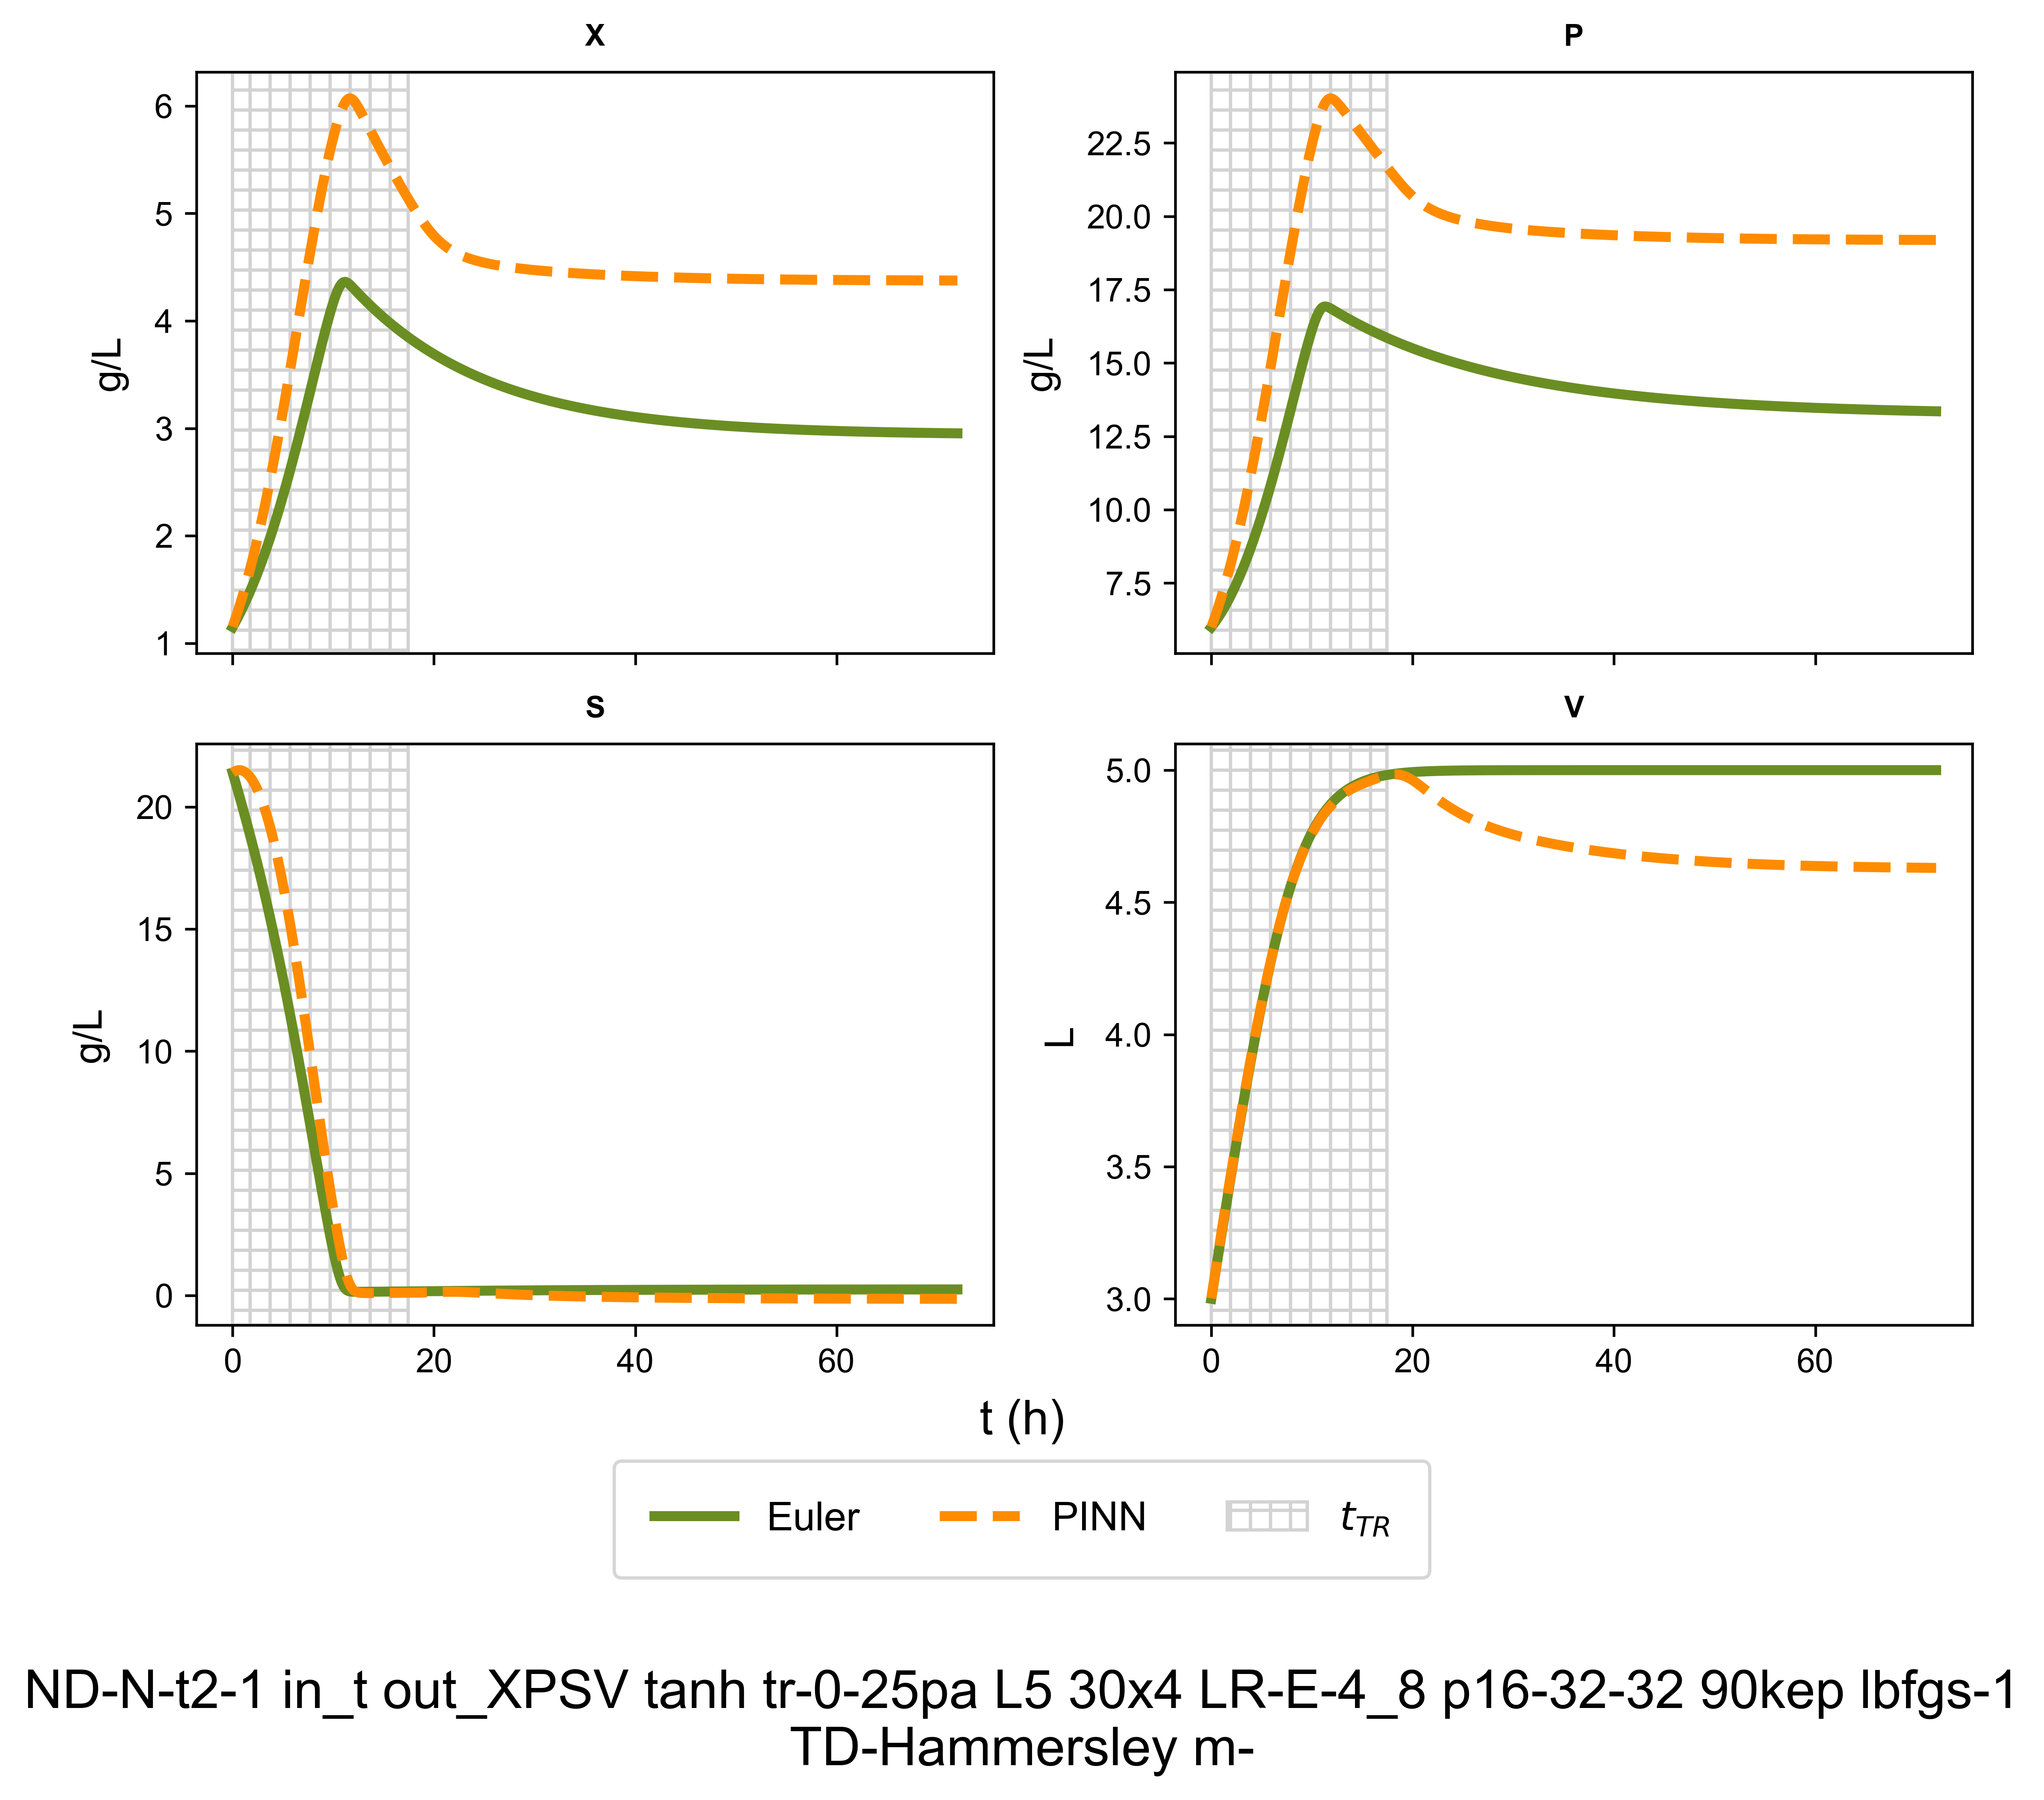 X
P
6
5
4
3
2
1
g/L
22.5
20.0
17.5
15.0
12.5
10.0
7.5
g/L
S
V
20
15
10
5
0
g/L
0 20 40 60
5.0
4.5
4.0
3.5
3.0
L
0 20 40 60
t (h)
Euler PINN t_TR
ND-N-t2-1 in_t out_XPSV tanh tr-0-25pa L5 30x4 LR-E-4_8 p16-32-32 90kep lbfgs-1
TD-Hammersley m-